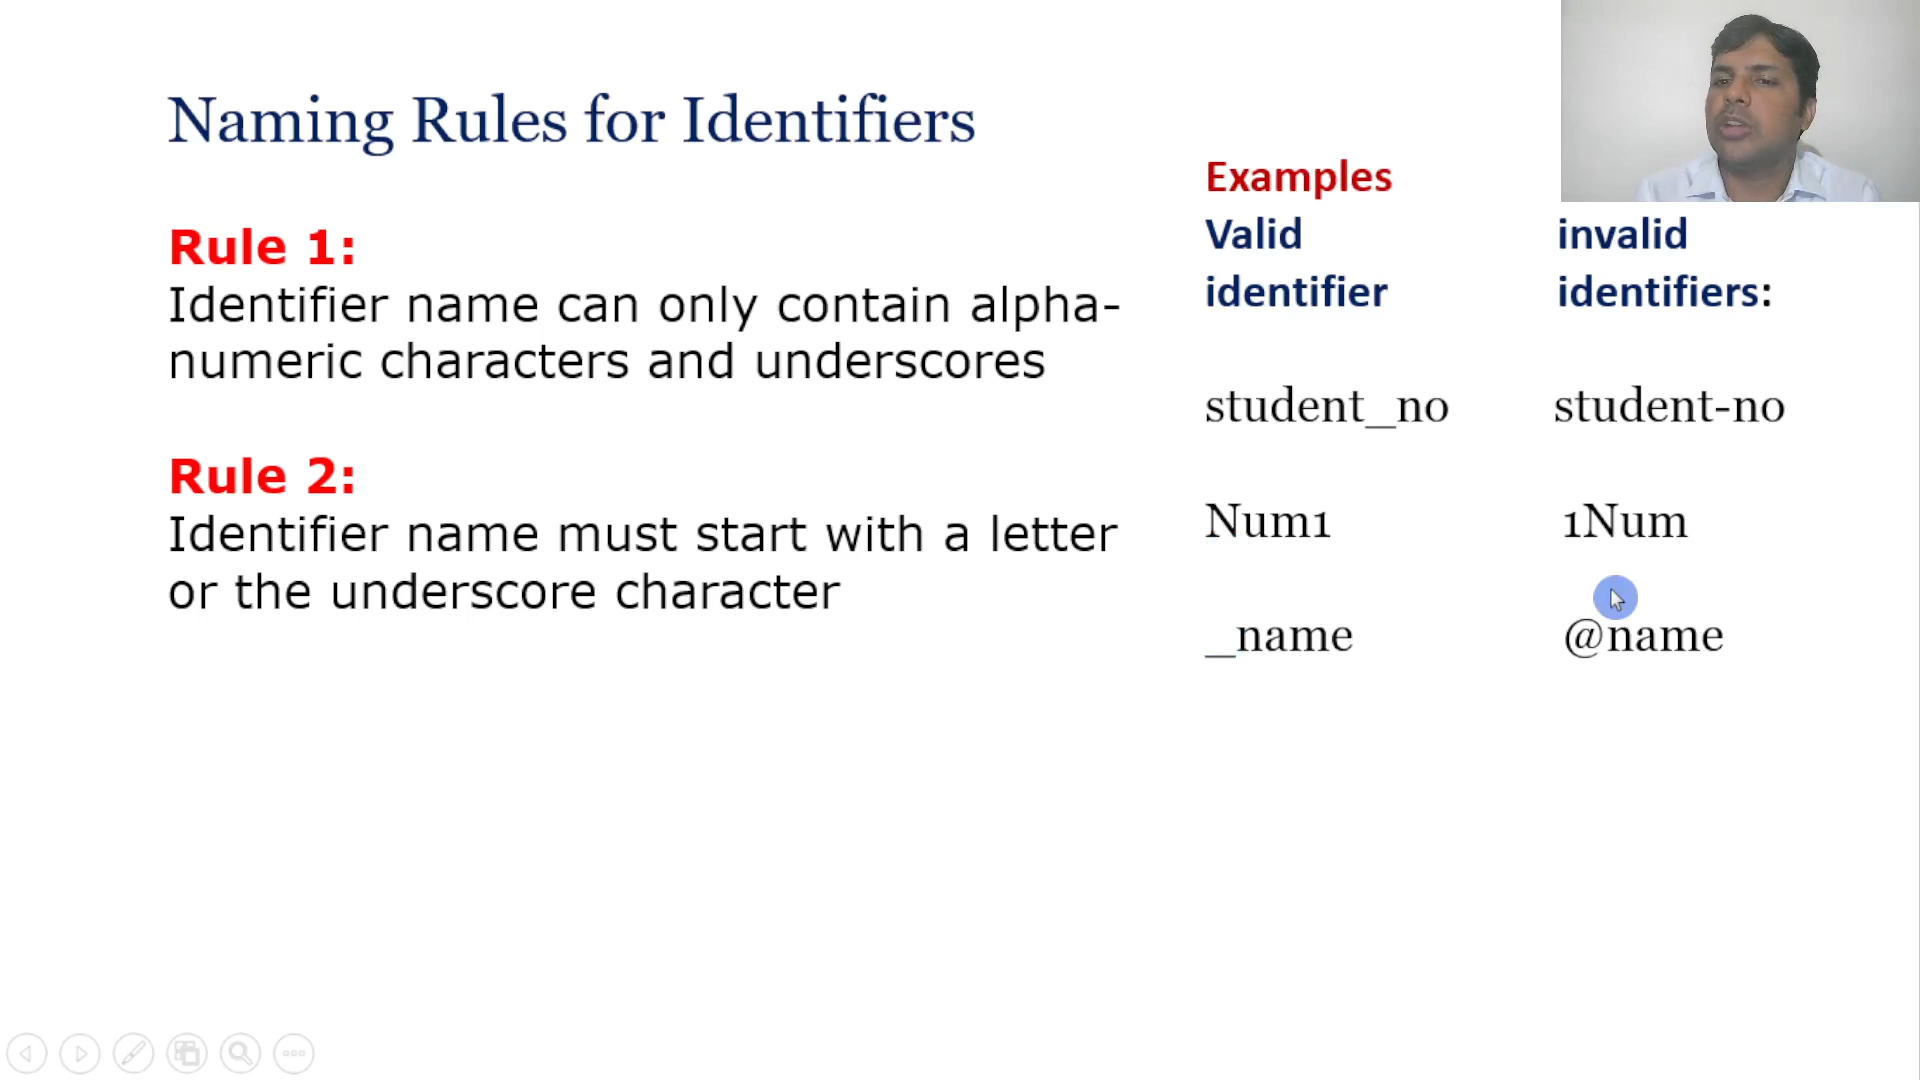 Naming Rules for Identifiers
Rule 1:
Identifier name can only contain alpha-
numeric characters and underscores
Rule 2:
Identifier name must start with a letter
or the underscore character
Examples
Valid invalid
identifier identifiers:
student_no student-no
Num1 1Num
_name @name